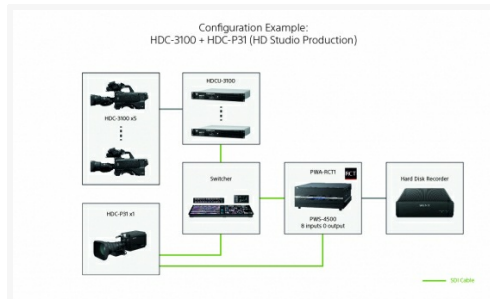 Configuration Example:
HDC-3100 + HDC-P31 (HD Studio Production)
HDCU-3100
HDC-3100 x5
Switcher
PWA-RCT1
RCT
Hard Disk Recorder
HDC-P31 x1
PWS-4500
8 inputs 0 output
SDI Cable